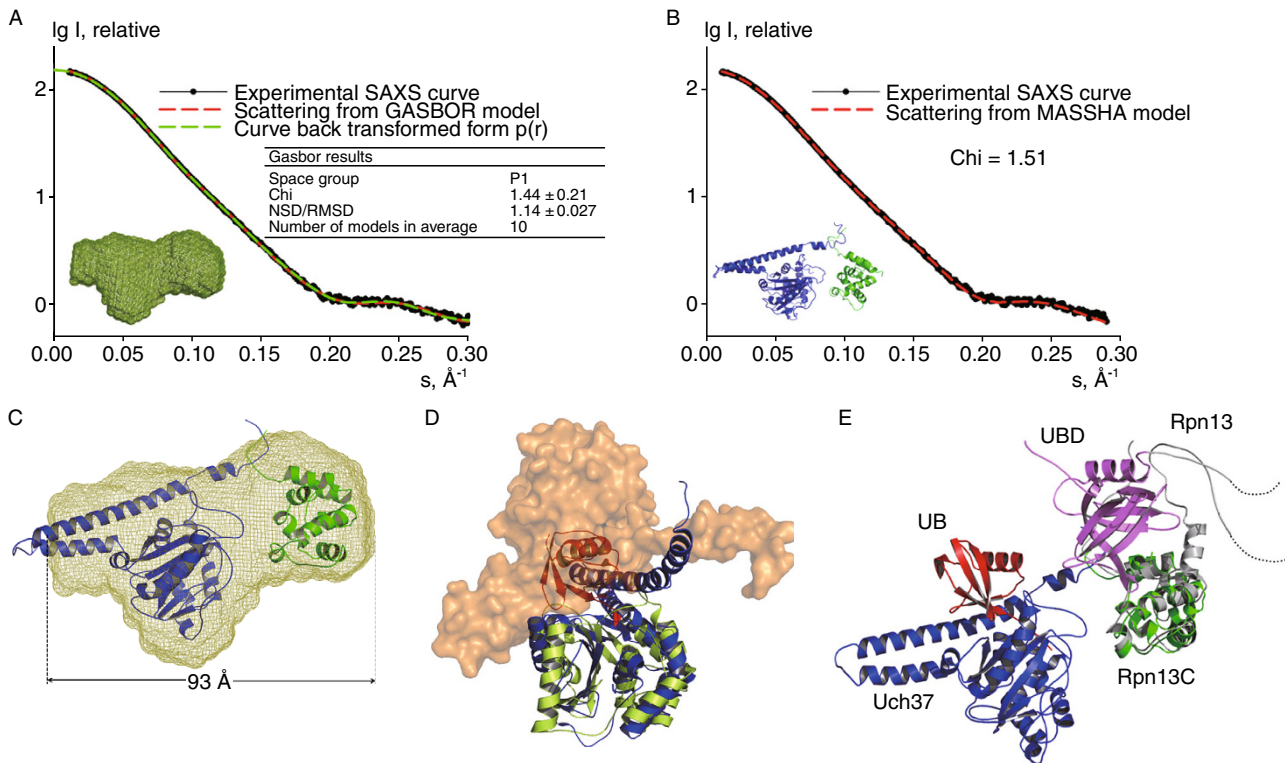 A
lg I, relative
2
1
0
Experimental SAXS curve
Scattering from GASBOR model
Curve back transformed form p(r)
Gasbor results
Space group P1
Chi 1.44 ± 0.21
NSD/RMSD 1.14 ± 0.027
Number of models in average 10
0.00 0.05 0.10 0.15 0.20 0.25 0.30
s, Å-1
B
lg I, relative
2
1
0
Experimental SAXS curve
Scattering from MASSHA model
Chi = 1.51
0.00 0.05 0.10 0.15 0.20 0.25 0.30
s, Å-1
C
93 Å
D
E
Rpn13
UBD
UB
Rpn13C
Uch37